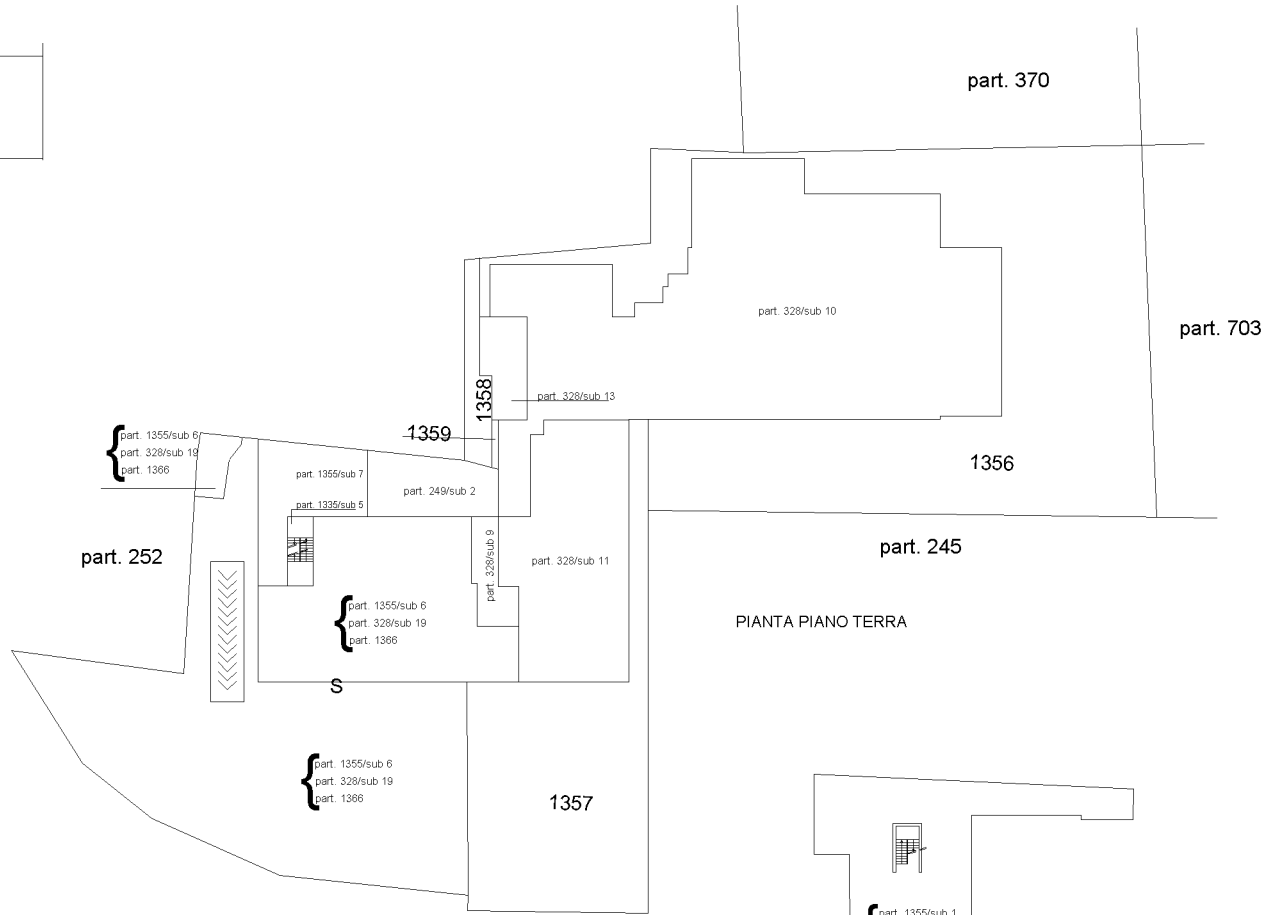 part. 370
part. 328/sub 10
part. 703
1358
part. 328/sub 13
1359
part. 1355/sub 6
part. 328/sub 19
part. 1366
1356
part. 1355/sub 7
part. 249/sub 2
part. 1335/sub 5
part. 252
part. 328/sub 9
part. 328/sub 11
part. 245
part. 1355/sub 6
part. 328/sub 19
part. 1366
PIANTA PIANO TERRA
S
part. 1355/sub 6
part. 328/sub 19
part. 1366
1357
part. 1355/sub 1